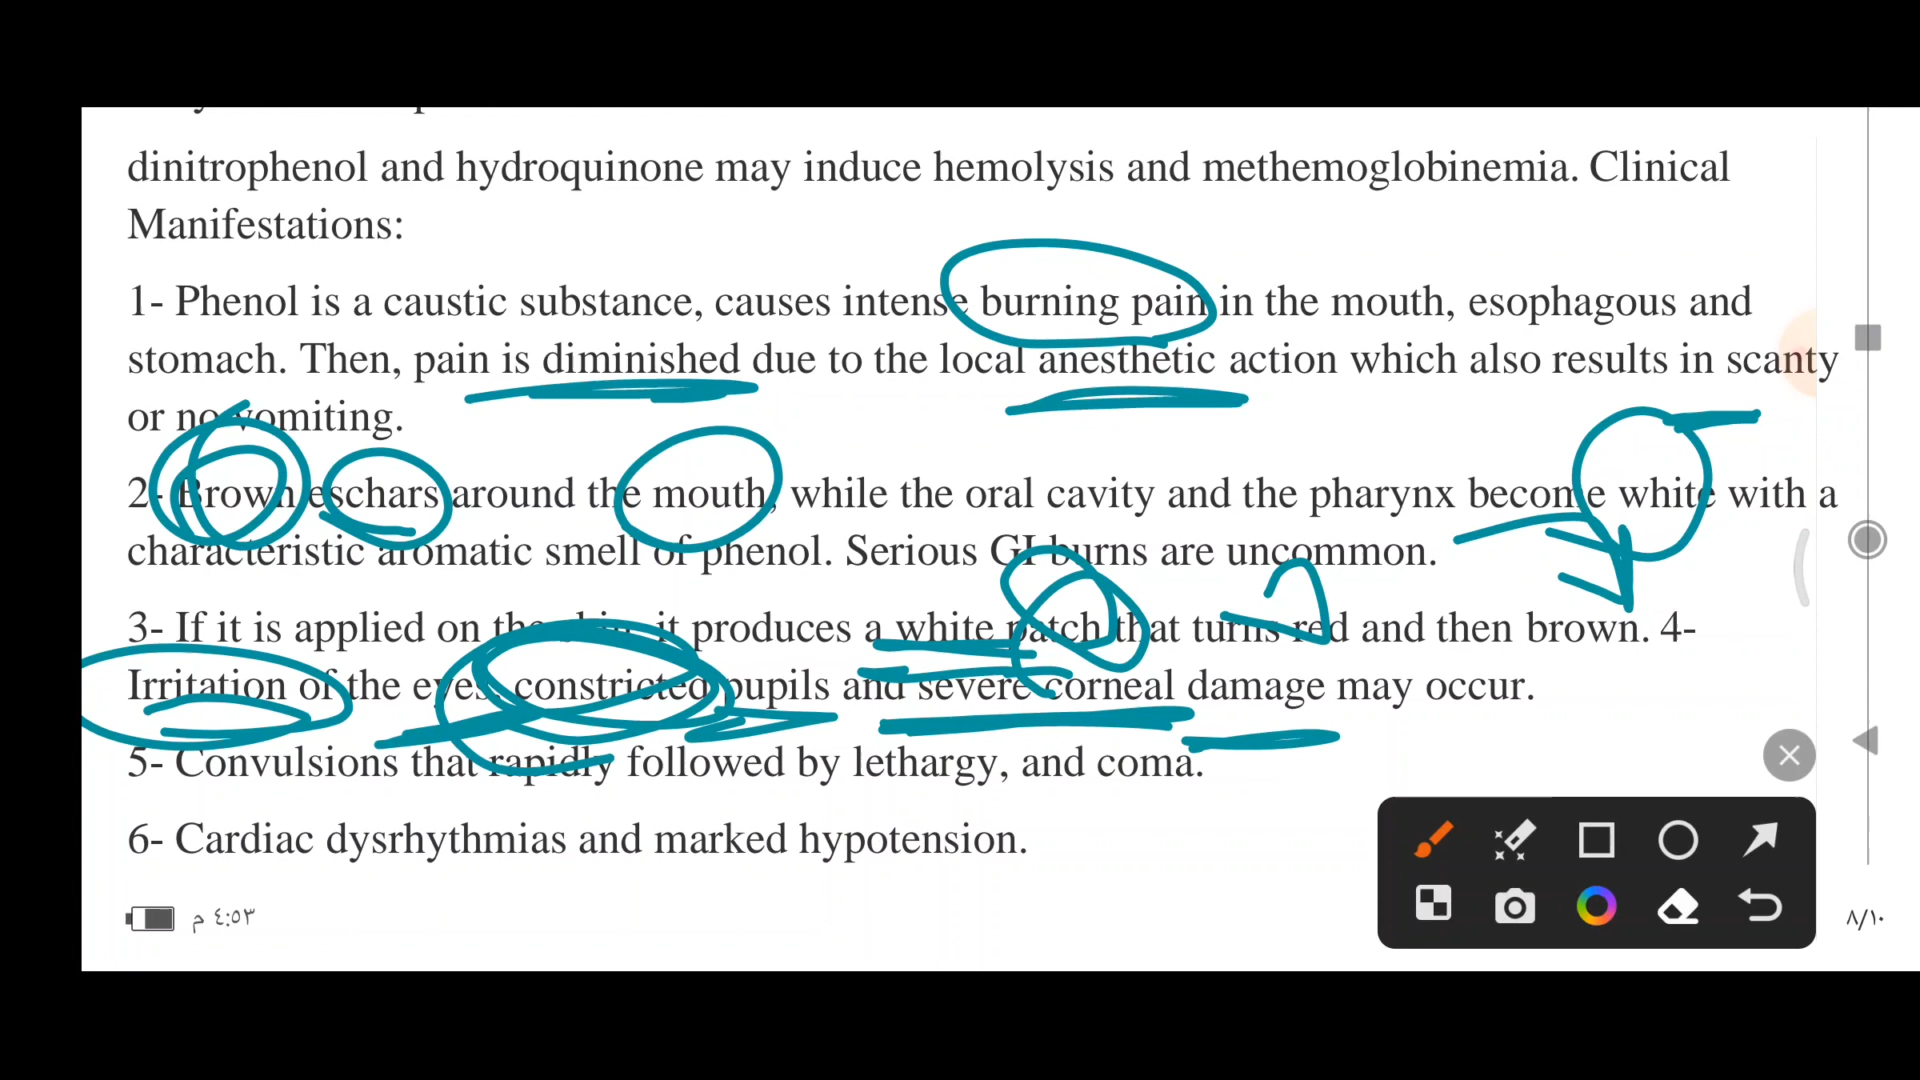 dinitrophenol and hydroquinone may induce hemolysis and methemoglobinemia. Clinical
Manifestations:
1- Phenol is a caustic substance, causes intense burning pain in the mouth, esophagous and
stomach. Then, pain is diminished due to the local anesthetic action which also results in scanty
or no vomiting.
2- Brown eschars around the mouth, while the oral cavity and the pharynx become white with a
characteristic aromatic smell of phenol. Serious GI burns are uncommon.
3- If it is applied on the skin, it produces a white patch that turns red and then brown. 4-
Irritation of the eyes, constricted pupils and severe corneal damage may occur.
5- Convulsions that rapidly followed by lethargy, and coma.
6- Cardiac dysrhythmias and marked hypotension.
٤:٥٣ م
٨/١٠